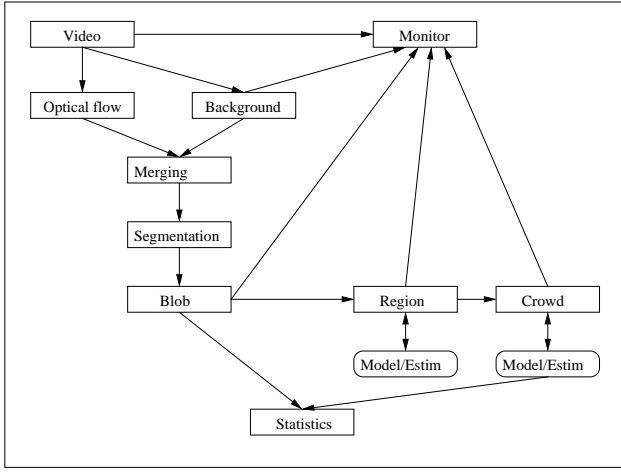 Video
Monitor
Optical flow
Background
Merging
Segmentation
Blob
Region
Crowd
Model/Estim
Model/Estim
Statistics